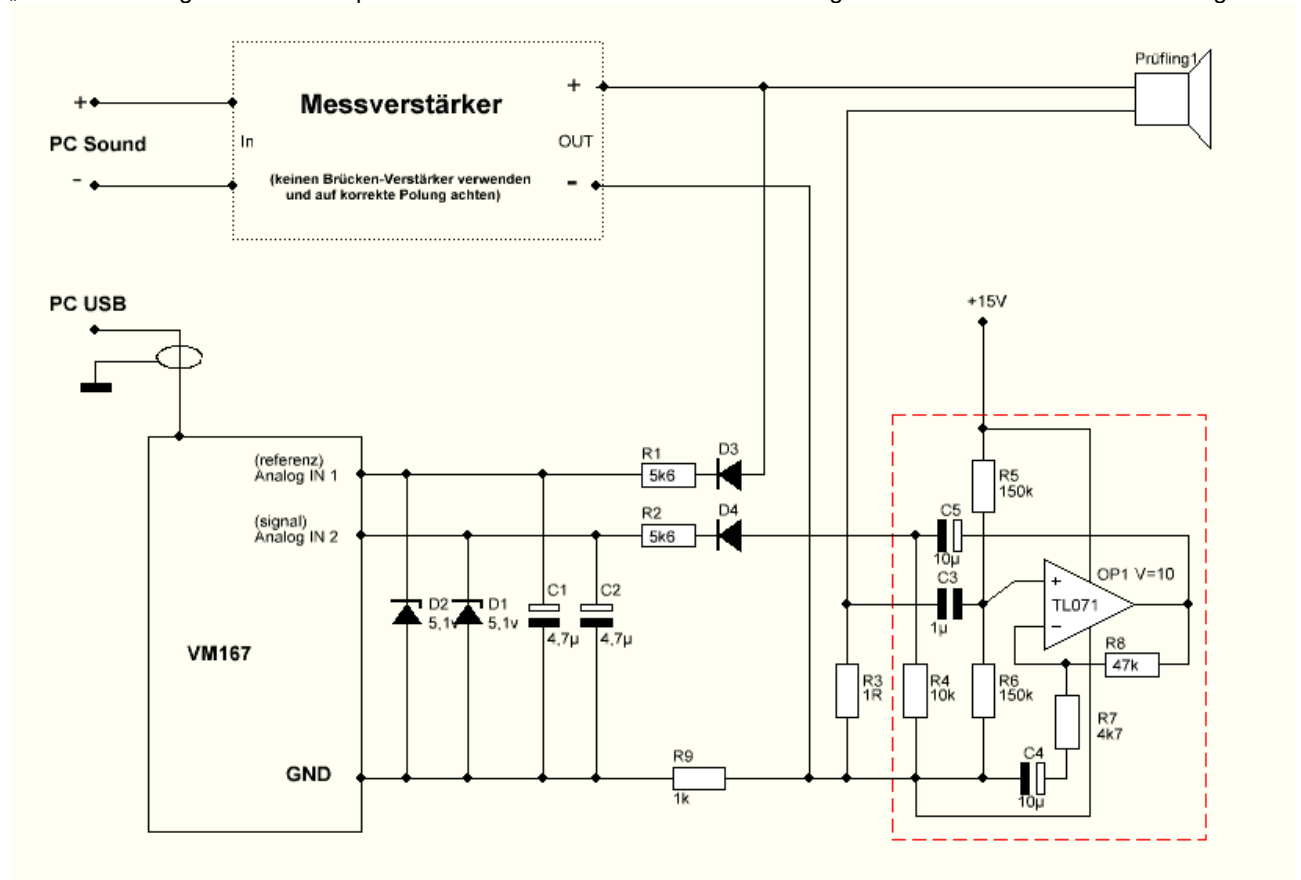 Prüfling1
+
Messverstärker
+
PC Sound
In
OUT
-
(keinen Brücken-Verstärker verwenden
und auf korrekte Polung achten)
-
PC USB
+15V
(referenz)
Analog IN 1
R1
5k6
D3
(signal)
Analog IN 2
R2
5k6
D4
R5
150k
C5
10µ
C3
1µ
+
-
TL071
OP1 V=10
R8
47k
D2
5,1v
D1
5,1v
C1
4,7µ
C2
4,7µ
VM167
R3
1R
R4
10k
R6
150k
R7
4k7
GND
R9
1k
C4
10µ